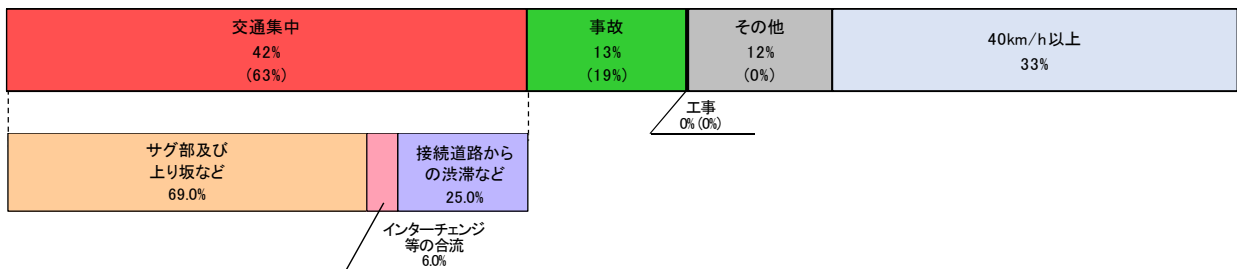 交通集中
42%
(63%)
事故
13%
(19%)
その他
12%
(0%)
40km/h以上
33%
工事
0%(0%)
サグ部及び
上り坂など
69.0%
接続道路から
の渋滞など
25.0%
インターチェンジ
等の合流
6.0%